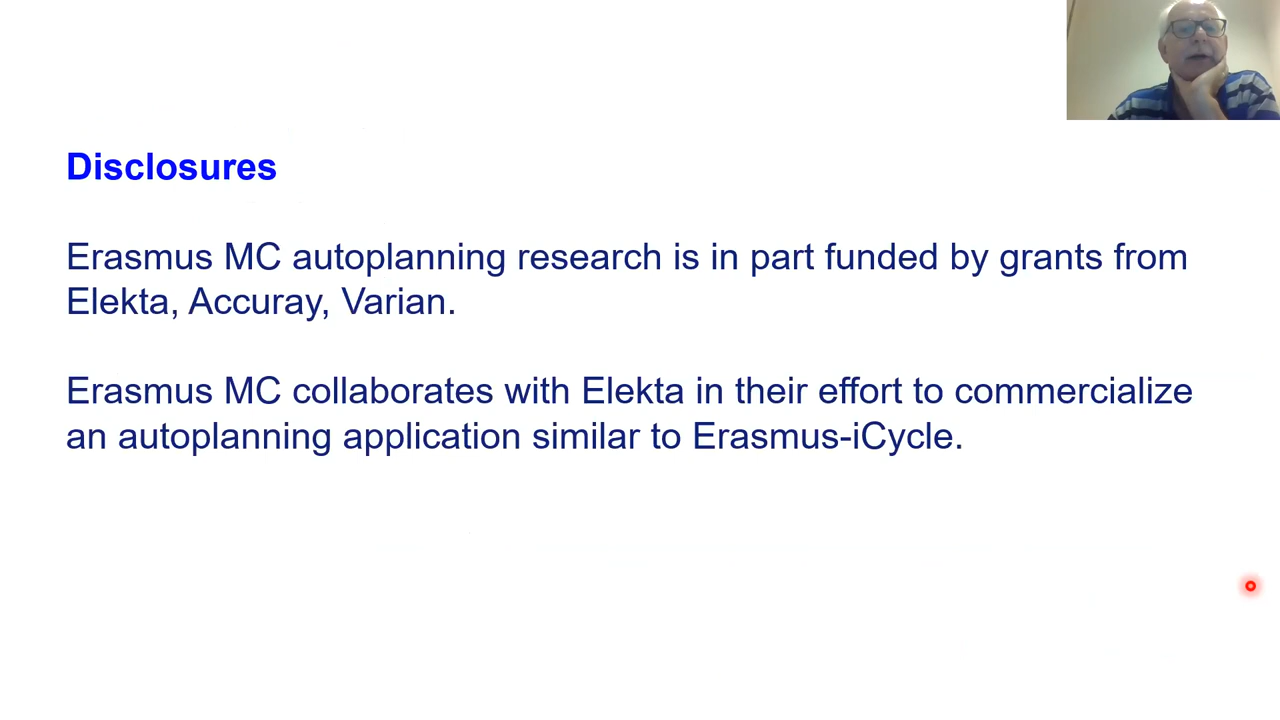 Disclosures
Erasmus MC autoplanning research is in part funded by grants from
Elekta, Accuray, Varian.
Erasmus MC collaborates with Elekta in their effort to commercialize
an autoplanning application similar to Erasmus-iCycle.